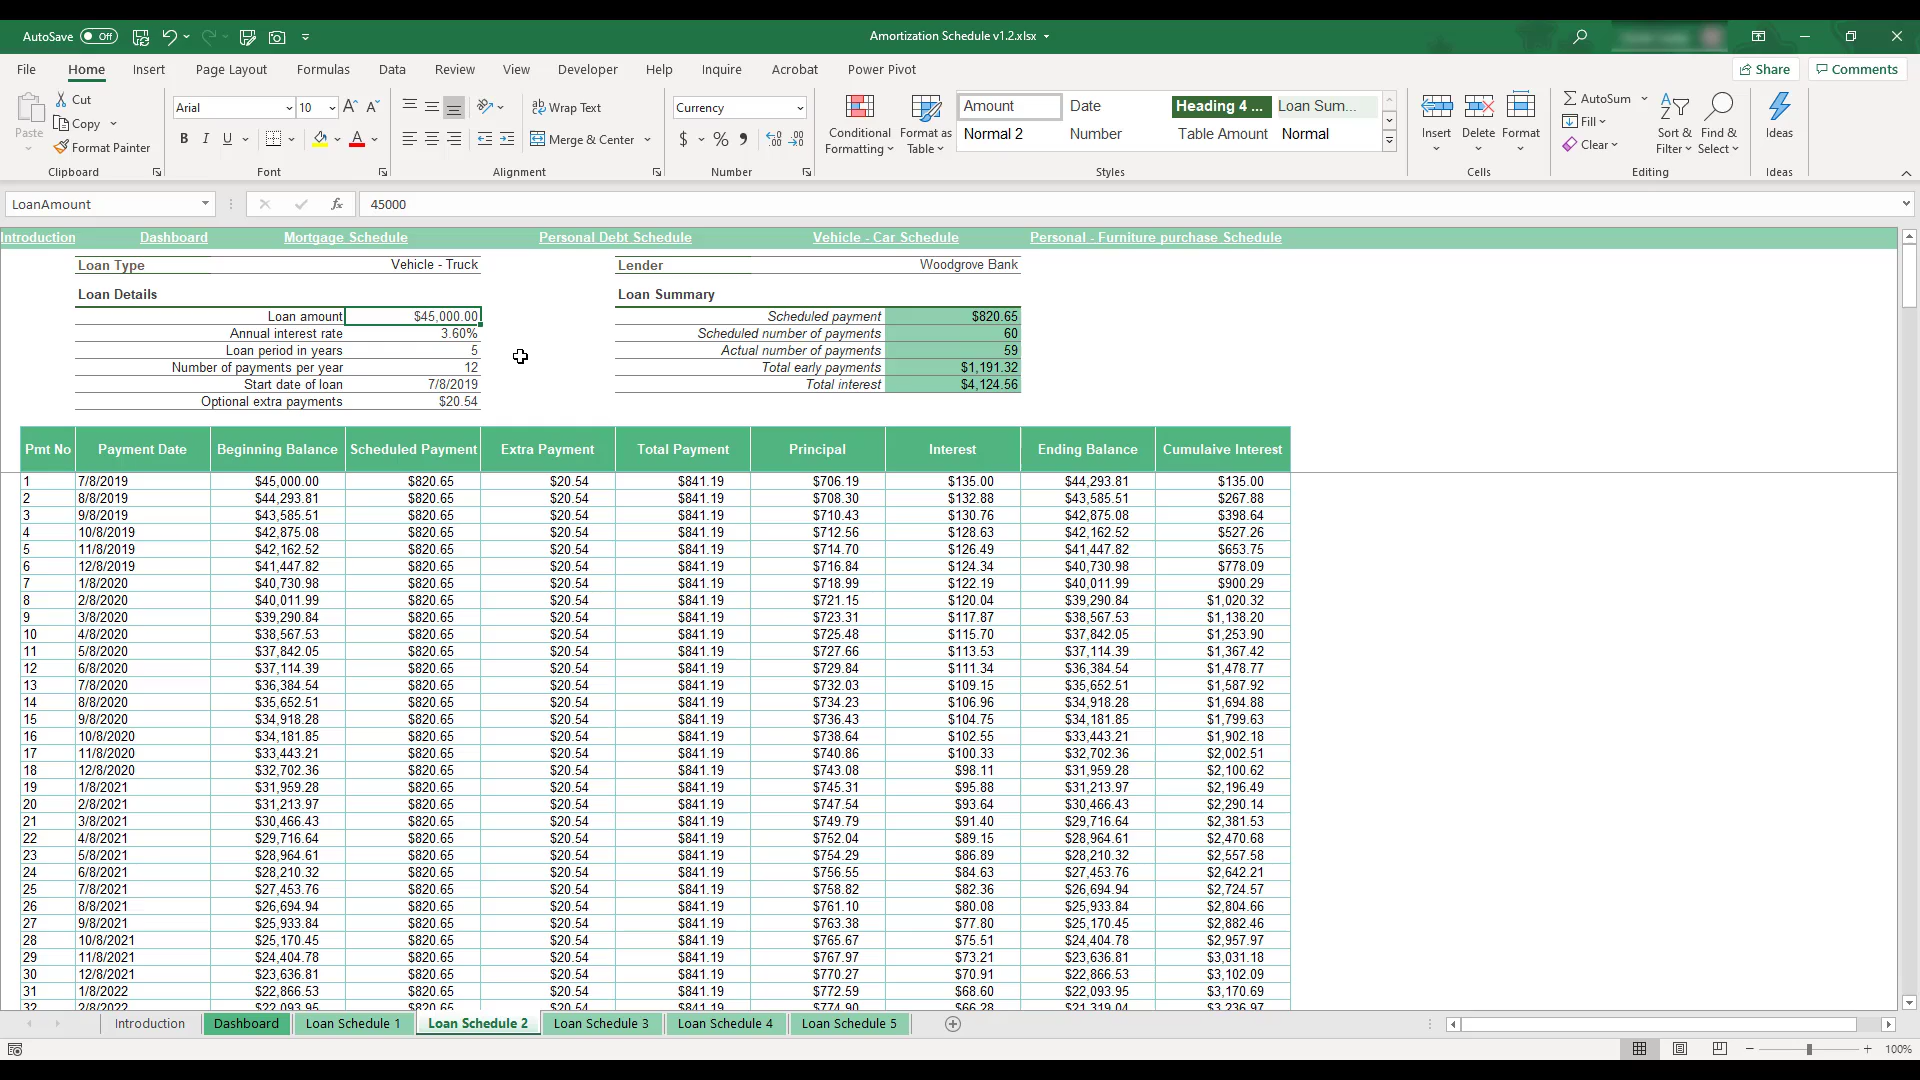 AutoSave Off Amortization Schedule v1.2.xlsx
File Home Insert Page Layout Formulas Data Review View Developer Help Inquire Acrobat Power Pivot Share Comments
Paste Cut Copy Format Painter Clipboard
Arial 10 B I U A Font
Wrap Text Merge & Center Alignment
Currency $ % Number
Conditional Formatting Format as Table
Amount Date Heading 4 ... Loan Sum...
Normal 2 Number Table Amount Normal
Styles
Insert Delete Format Cells
AutoSum Fill Clear Sort & Filter Find & Select Editing
Ideas Ideas
LoanAmount fx 45000
Introduction Dashboard Mortgage Schedule Personal Debt Schedule Vehicle - Car Schedule Personal - Furniture purchase Schedule
Loan Type Vehicle - Truck Lender Woodgrove Bank
Loan Details Loan Summary
Loan amount $45,000.00 Scheduled payment $820.65
Annual interest rate 3.60% Scheduled number of payments 60
Loan period in years 5 Actual number of payments 59
Number of payments per year 12 Total early payments $1,191.32
Start date of loan 7/8/2019 Total interest $4,124.56
Optional extra payments $20.54
Pmt No Payment Date Beginning Balance Scheduled Payment Extra Payment Total Payment Principal Interest Ending Balance Cumulaive Interest
1 7/8/2019 $45,000.00 $820.65 $20.54 $841.19 $706.19 $135.00 $44,293.81 $135.00
2 8/8/2019 $44,293.81 $820.65 $20.54 $841.19 $708.30 $132.88 $43,585.51 $267.88
3 9/8/2019 $43,585.51 $820.65 $20.54 $841.19 $710.43 $130.76 $42,875.08 $398.64
4 10/8/2019 $42,875.08 $820.65 $20.54 $841.19 $712.56 $128.63 $42,162.52 $527.26
5 11/8/2019 $42,162.52 $820.65 $20.54 $841.19 $714.70 $126.49 $41,447.82 $653.75
6 12/8/2019 $41,447.82 $820.65 $20.54 $841.19 $716.84 $124.34 $40,730.98 $778.09
7 1/8/2020 $40,730.98 $820.65 $20.54 $841.19 $718.99 $122.19 $40,011.99 $900.29
8 2/8/2020 $40,011.99 $820.65 $20.54 $841.19 $721.15 $120.04 $39,290.84 $1,020.32
9 3/8/2020 $39,290.84 $820.65 $20.54 $841.19 $723.31 $117.87 $38,567.53 $1,138.20
10 4/8/2020 $38,567.53 $820.65 $20.54 $841.19 $725.48 $115.70 $37,842.05 $1,253.90
11 5/8/2020 $37,842.05 $820.65 $20.54 $841.19 $727.66 $113.53 $37,114.39 $1,367.42
12 6/8/2020 $37,114.39 $820.65 $20.54 $841.19 $729.84 $111.34 $36,384.54 $1,478.77
13 7/8/2020 $36,384.54 $820.65 $20.54 $841.19 $732.03 $109.15 $35,652.51 $1,587.92
14 8/8/2020 $35,652.51 $820.65 $20.54 $841.19 $734.23 $106.96 $34,918.28 $1,694.88
15 9/8/2020 $34,918.28 $820.65 $20.54 $841.19 $736.43 $104.75 $34,181.85 $1,799.63
16 10/8/2020 $34,181.85 $820.65 $20.54 $841.19 $738.64 $102.55 $33,443.21 $1,902.18
17 11/8/2020 $33,443.21 $820.65 $20.54 $841.19 $740.86 $100.33 $32,702.36 $2,002.51
18 12/8/2020 $32,702.36 $820.65 $20.54 $841.19 $743.08 $98.11 $31,959.28 $2,100.62
19 1/8/2021 $31,959.28 $820.65 $20.54 $841.19 $745.31 $95.88 $31,213.97 $2,196.49
20 2/8/2021 $31,213.97 $820.65 $20.54 $841.19 $747.54 $93.64 $30,466.43 $2,290.14
21 3/8/2021 $30,466.43 $820.65 $20.54 $841.19 $749.79 $91.40 $29,716.64 $2,381.53
22 4/8/2021 $29,716.64 $820.65 $20.54 $841.19 $752.04 $89.15 $28,964.61 $2,470.68
23 5/8/2021 $28,964.61 $820.65 $20.54 $841.19 $754.29 $86.89 $28,210.32 $2,557.58
24 6/8/2021 $28,210.32 $820.65 $20.54 $841.19 $756.55 $84.63 $27,453.76 $2,642.21
25 7/8/2021 $27,453.76 $820.65 $20.54 $841.19 $758.82 $82.36 $26,694.94 $2,724.57
26 8/8/2021 $26,694.94 $820.65 $20.54 $841.19 $761.10 $80.08 $25,933.84 $2,804.66
27 9/8/2021 $25,933.84 $820.65 $20.54 $841.19 $763.38 $77.80 $25,170.45 $2,882.46
28 10/8/2021 $25,170.45 $820.65 $20.54 $841.19 $765.67 $75.51 $24,404.78 $2,957.97
29 11/8/2021 $24,404.78 $820.65 $20.54 $841.19 $767.97 $73.21 $23,636.81 $3,031.18
30 12/8/2021 $23,636.81 $820.65 $20.54 $841.19 $770.27 $70.91 $22,866.53 $3,102.09
31 1/8/2022 $22,866.53 $820.65 $20.54 $841.19 $772.59 $68.60 $22,093.95 $3,170.69
32 2/8/2022 $22,093.95 $820.65 $20.54 $841.19 $774.90 $66.28 $21,319.04 $3,236.97
Introduction Dashboard Loan Schedule 1 Loan Schedule 2 Loan Schedule 3 Loan Schedule 4 Loan Schedule 5
100%